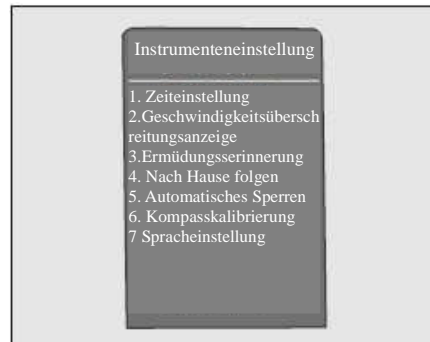 Instrumenteneinstellung
1. Zeiteinstellung
2.Geschwindigkeitsübersch
reitungsanzeige
3.Ermüdungsserinnerung
4. Nach Hause folgen
5. Automatisches Sperren
6. Kompasskalibrierung
7 Spracheinstellung